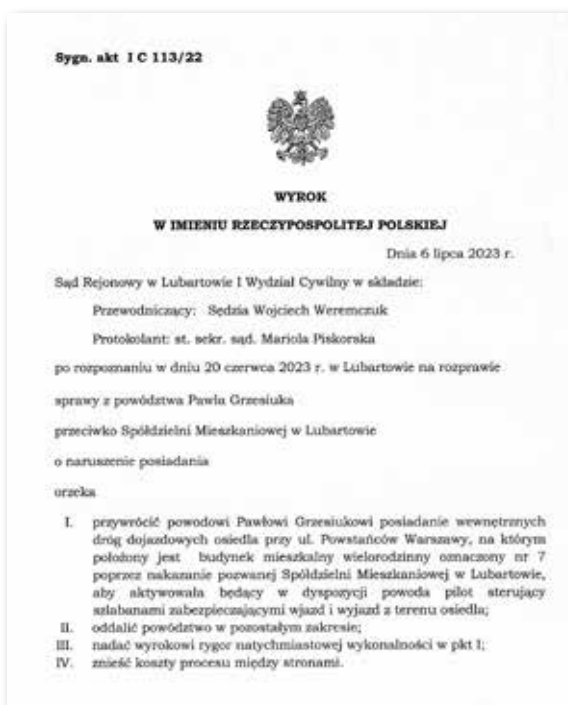 Sygn. akt I C 113/22
WYROK
W IMIENIU RZECZYPOSPOLITEJ POLSKIEJ
Dnia 6 lipca 2023 r.
Sąd Rejonowy w Lubartowie I Wydział Cywilny w składzie:
Przewodniczący: Sędzia Wojciech Weremczuk
Protokolant: st. sekr. sąd. Mariola Piskorska
po rozpoznaniu w dniu 20 czerwca 2023 r. w Lubartowie na rozprawie
sprawy z powództwa Pawła Grzesiuka
przeciwko Spółdzielni Mieszkaniowej w Lubartowie
o naruszenie posiadania
orzeka
I. przywrócić powodowi Pawłowi Grzesiukowi posiadanie wewnętrznych
dróg dojazdowych osiedla przy ul. Powstańców Warszawy, na którym
położony jest budynek mieszkalny wielorodzinny oznaczony nr 7
poprzez nakazanie pozwanej Spółdzielni Mieszkaniowej w Lubartowie,
aby aktywowała będący w dyspozycji powoda pilot sterujący
szlabanami zabezpieczającymi wjazd i wyjazd z terenu osiedla;
II. oddalić powództwo w pozostałym zakresie;
III. nadać wyrokowi rygor natychmiastowej wykonalności w pkt I;
IV. znieść koszty procesu między stronami.